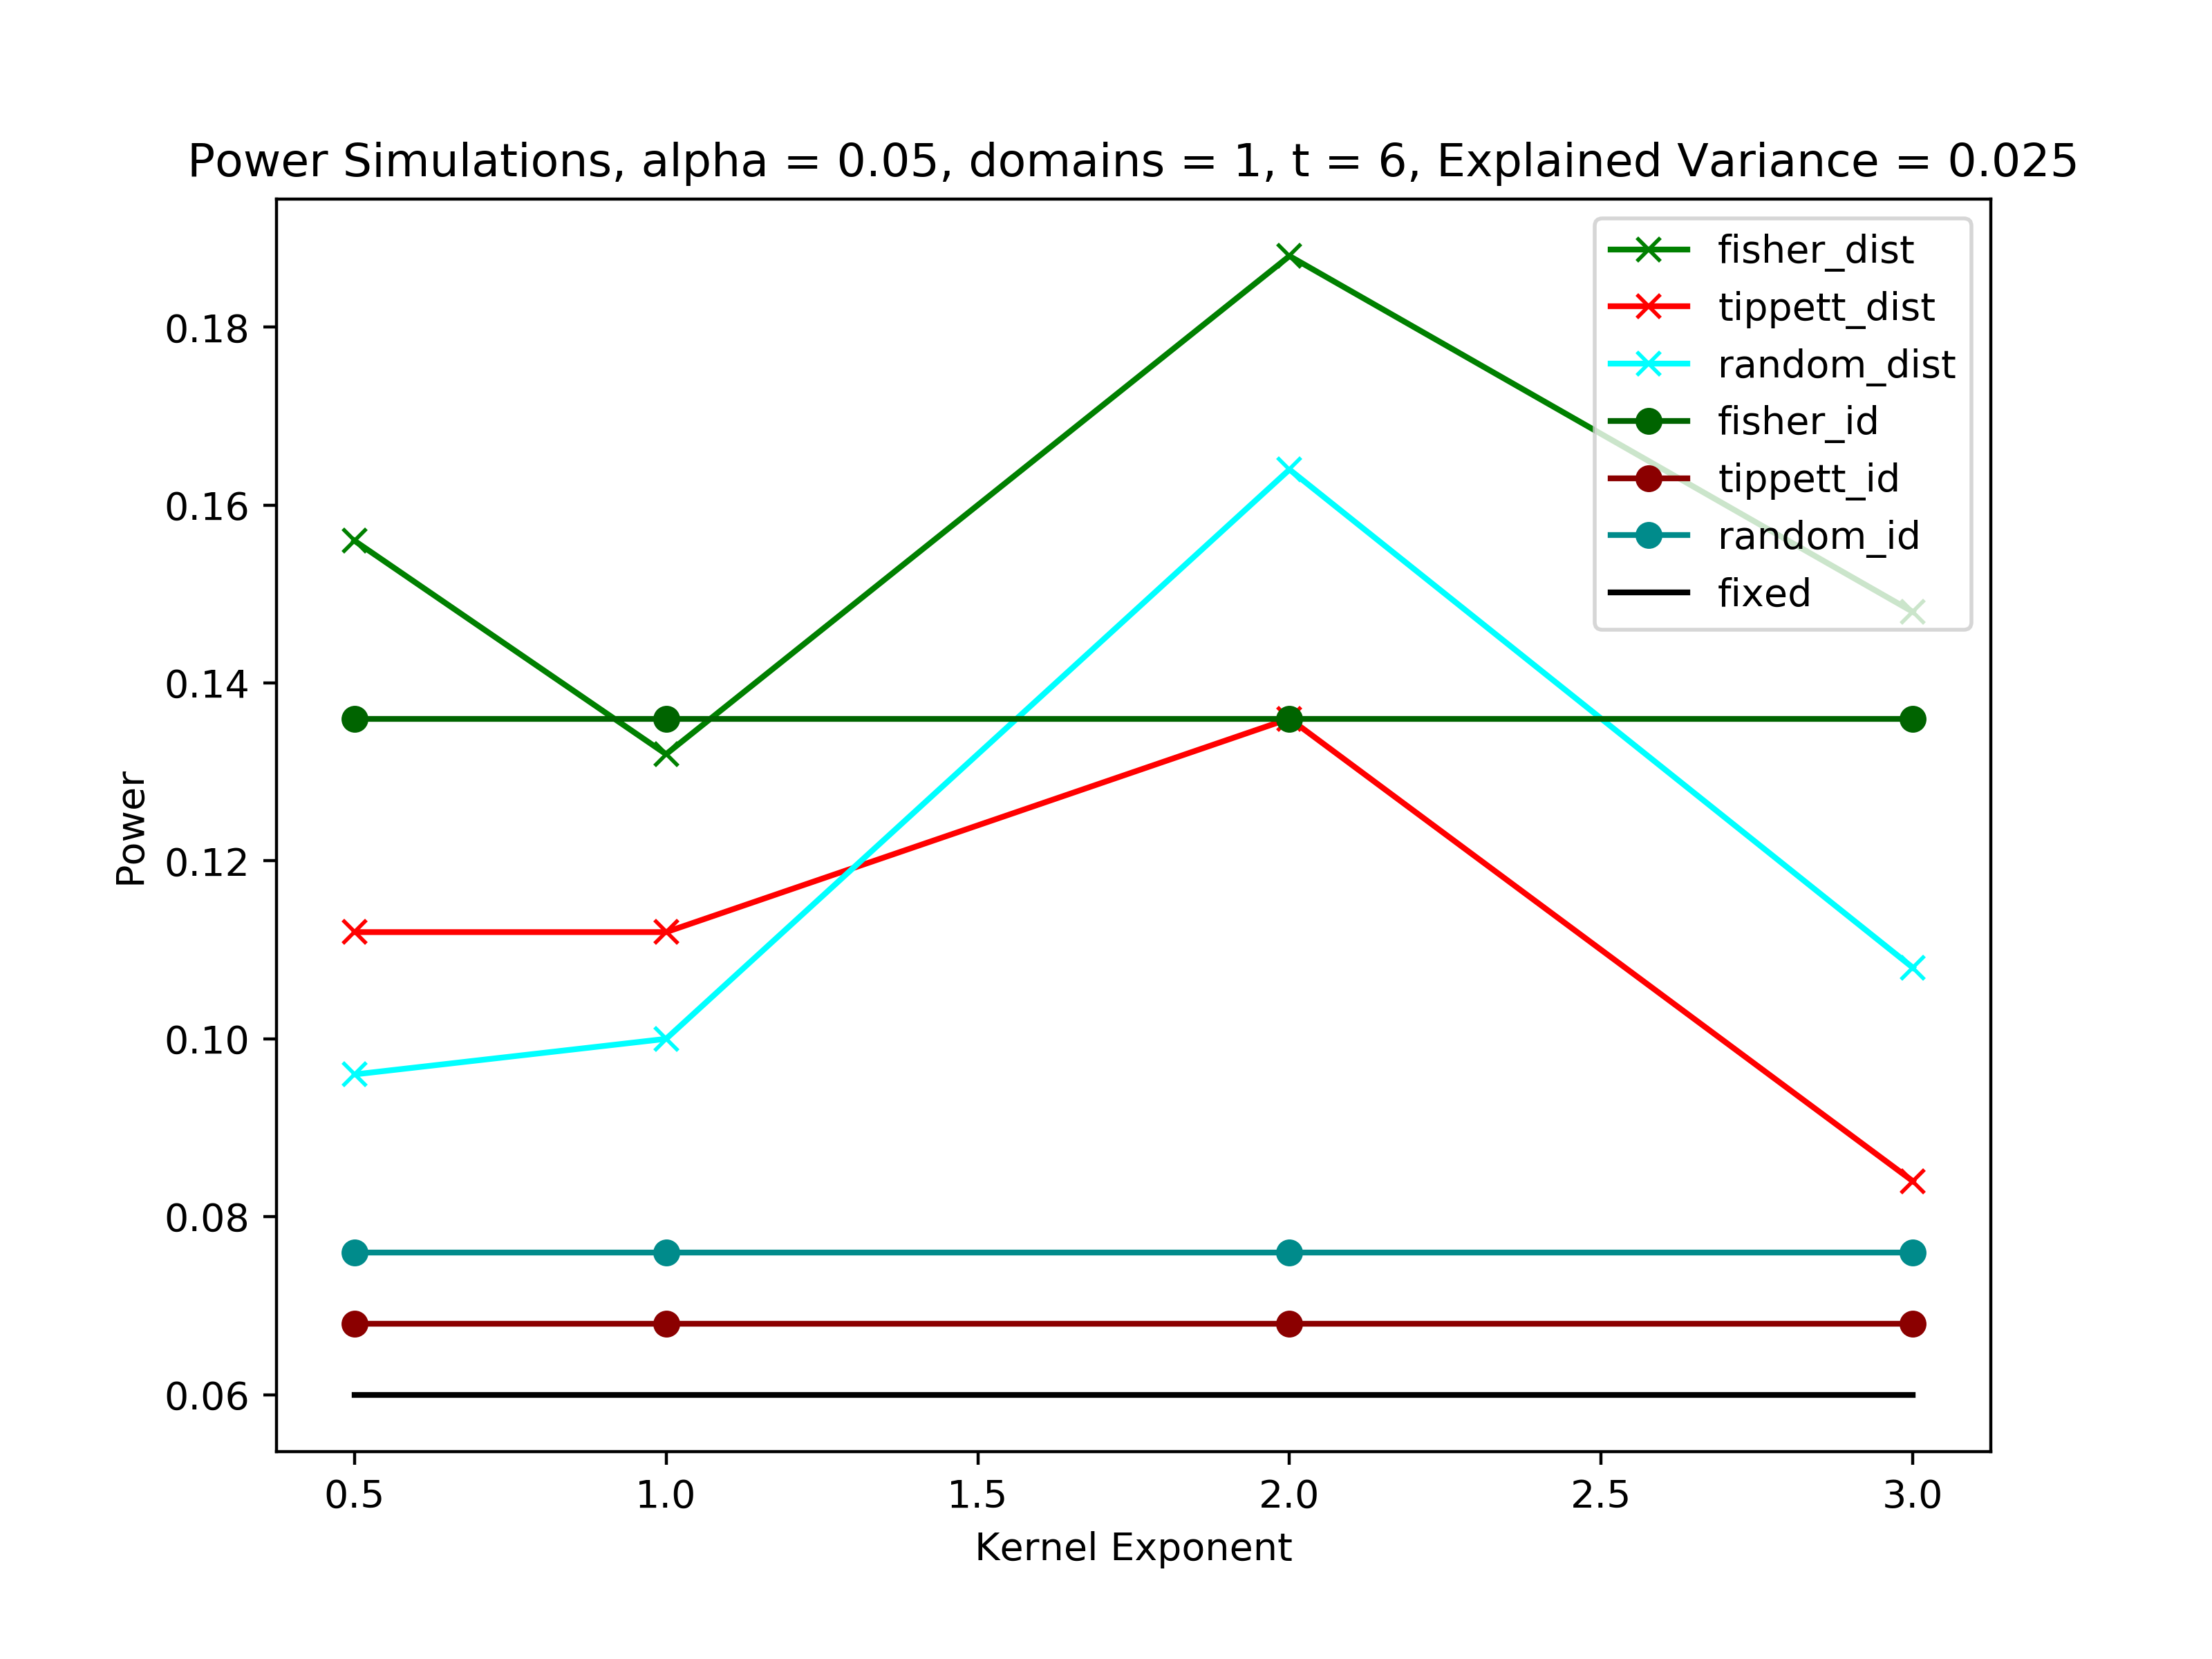 Power Simulations, alpha = 0.05, domains = 1, t = 6, Explained Variance = 0.025
fisher_dist
tippett_dist
random_dist
fisher_id
tippett_id
random_id
fixed
Power
0.18
0.16
0.14
0.12
0.10
0.08
0.06
0.5 1.0 1.5 2.0 2.5 3.0
Kernel Exponent